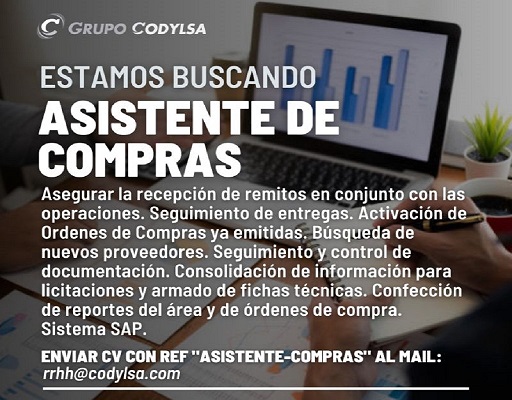 GRUPO CODYLSA
ESTAMOS BUSCANDO
ASISTENTE DE
COMPRAS
Asegurar la recepción de remitos en conjunto con las
operaciones. Seguimiento de entregas. Activación de
Ordenes de Compras ya emitidas. Búsqueda de
nuevos proveedores. Seguimiento y control de
documentación. Consolidación de información para
licitaciones y armado de fichas técnicas. Confección
de reportes del área y de órdenes de compra.
Sistema SAP.
ENVIAR CV CON REF "ASISTENTE-COMPRAS" AL MAIL:
rrhh@codylsa.com